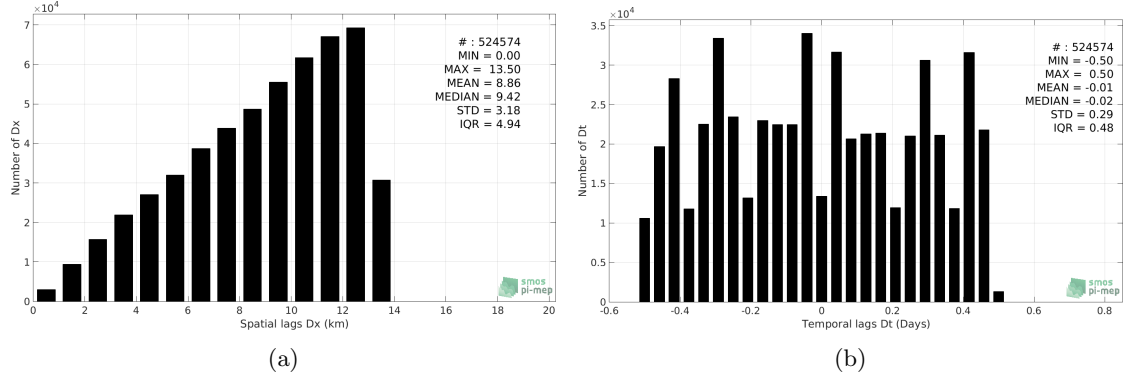 ×10⁴
7
6
5
4
3
2
1
0
Number of Dx
# : 524574
MIN = 0.00
MAX = 13.50
MEAN = 8.86
MEDIAN = 9.42
STD = 3.18
IQR = 4.94
smos
pi-mep
0 2 4 6 8 10 12 14 16 18 20
Spatial lags Dx (km)
(a)
×10⁴
3.5
3
2.5
2
1.5
1
0.5
0
Number of Dt
# : 524574
MIN = -0.50
MAX = 0.50
MEAN = -0.01
MEDIAN = -0.02
STD = 0.29
IQR = 0.48
smos
pi-mep
-0.6 -0.4 -0.2 0 0.2 0.4 0.6 0.8
Temporal lags Dt (Days)
(b)